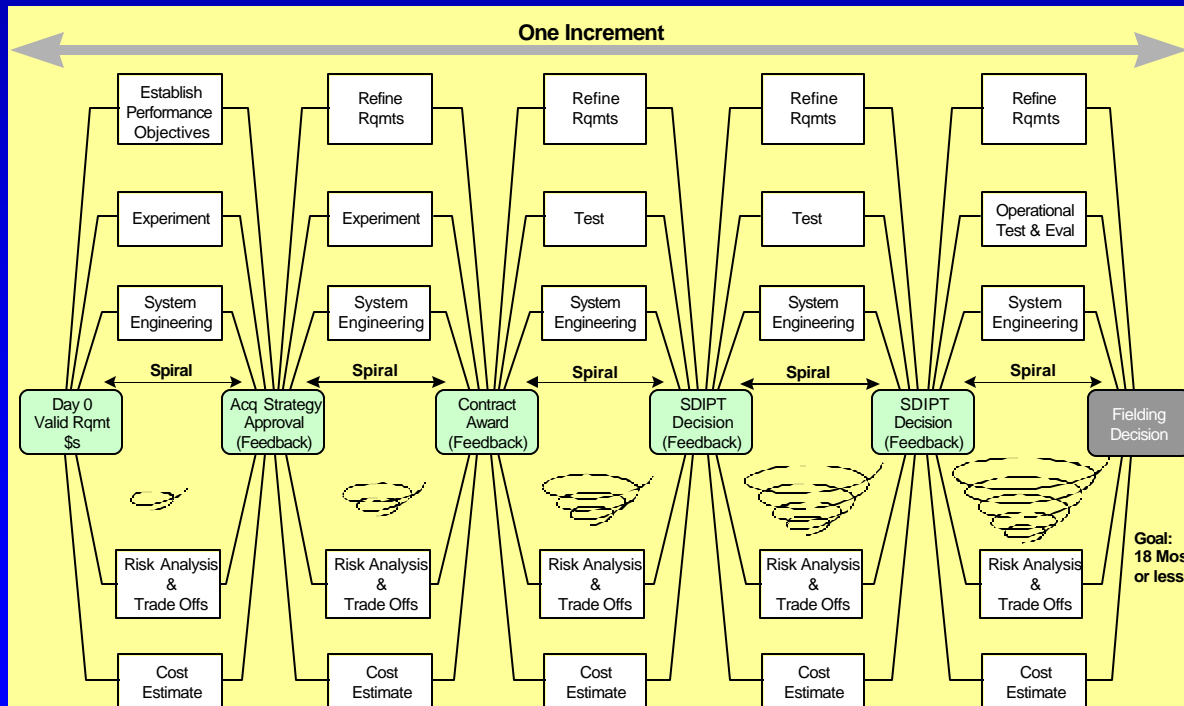 One Increment
Establish
Performance
Objectives
Refine
Rqmts
Refine
Rqmts
Refine
Rqmts
Refine
Rqmts
Experiment
Experiment
Test
Test
Operational
Test & Eval
System
Engineering
System
Engineering
System
Engineering
System
Engineering
System
Engineering
Spiral
Spiral
Spiral
Spiral
Spiral
Day 0
Valid Rqmt
$s
Acq Strategy
Approval
(Feedback)
Contract
Award
(Feedback)
SDIPT
Decision
(Feedback)
SDIPT
Decision
(Feedback)
Fielding
Decision
Goal:
18 Mos
or less
Risk Analysis
&
Trade Offs
Risk Analysis
&
Trade Offs
Risk Analysis
&
Trade Offs
Risk Analysis
&
Trade Offs
Risk Analysis
&
Trade Offs
Cost
Estimate
Cost
Estimate
Cost
Estimate
Cost
Estimate
Cost
Estimate